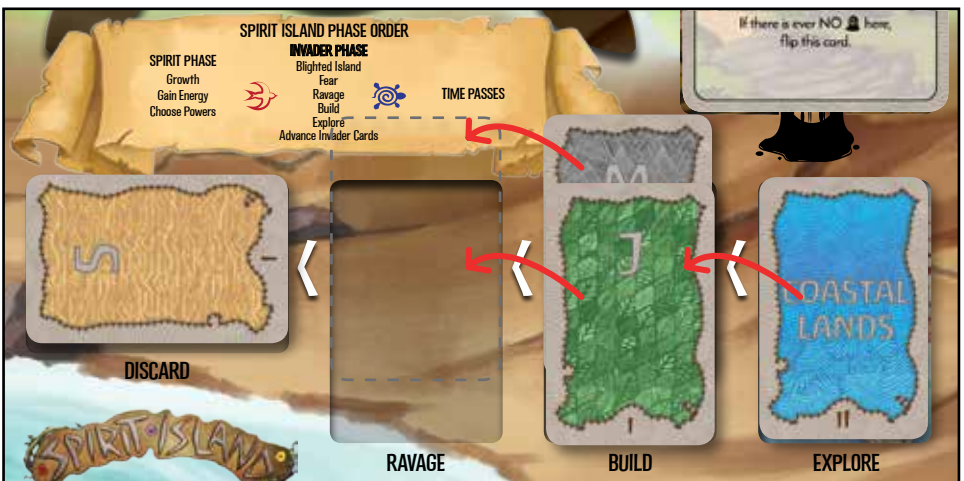 SPIRIT ISLAND PHASE ORDER
SPIRIT PHASE
Growth
Gain Energy
Choose Powers
INVADER PHASE
Blighted Island
Fear
Ravage
Build
Explore
Advance Invader Cards
TIME PASSES
If there is ever NO here,
flip this card.
S
I
M
J
I
COASTAL
LANDS
II
DISCARD
RAVAGE
BUILD
EXPLORE
SPIRIT ISLAND